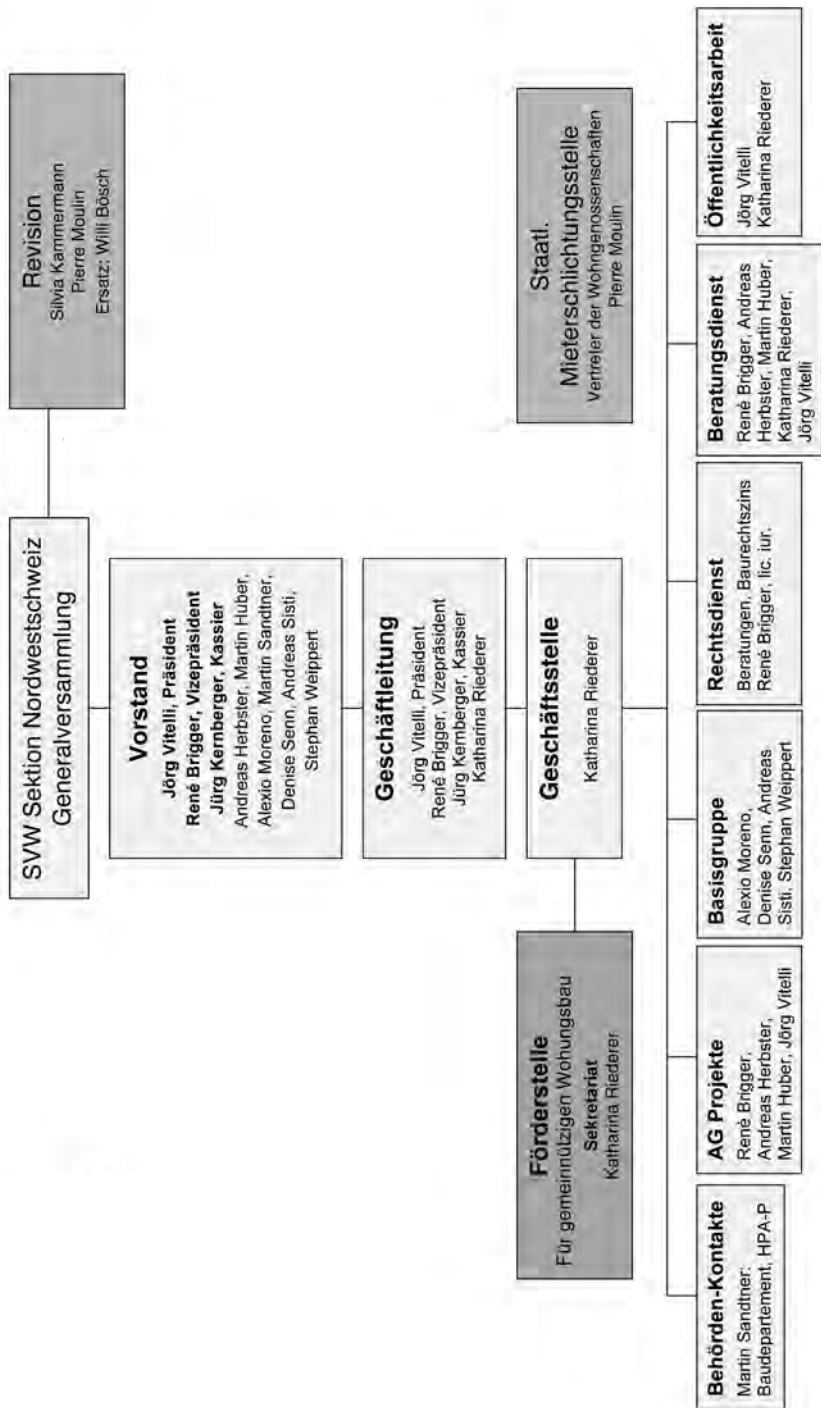 SVW Sektion Nordwestschweiz
Generalversammlung
Revision
Silvia Kammermann
Pierre Moulin
Ersatz: Willi Bösch
Vorstand
Jörg Vitelli, Präsident
René Brigger, Vizepräsident
Jürg Kernberger, Kassier
Andreas Herbster, Martin Huber,
Alexio Moreno, Martin Sandtner,
Denise Senn, Andreas Sisti,
Stephan Weippert
Geschäftleitung
Jörg Vitelli, Präsident
René Brigger, Vizepräsident
Jürg Kernberger, Kassier
Katharina Riederer
Förderstelle
Für gemeinnützigen Wohungsbau
Sekretariat
Katharina Riederer
Geschäftsstelle
Katharina Riederer
Staatl.
Mieterschlichtungsstelle
Vertreter der Wohngenossenschaften
Pierre Moulin
Behörden-Kontakte
Martin Sandtner:
Baudepartement, HPA-P
AG Projekte
René Brigger,
Andreas Herbster,
Martin Huber, Jörg Vitelli
Basisgruppe
Alexio Moreno,
Denise Senn, Andreas
Sisti, Stephan Weippert
Rechtsdienst
Beratungen, Baurechtszins
René Brigger, lic. iur.
Beratungsdienst
René Brigger, Andreas
Herbster, Martin Huber,
Katharina Riederer,
Jörg Vitelli
Öffentlichkeitsarbeit
Jörg Vitelli
Katharina Riederer